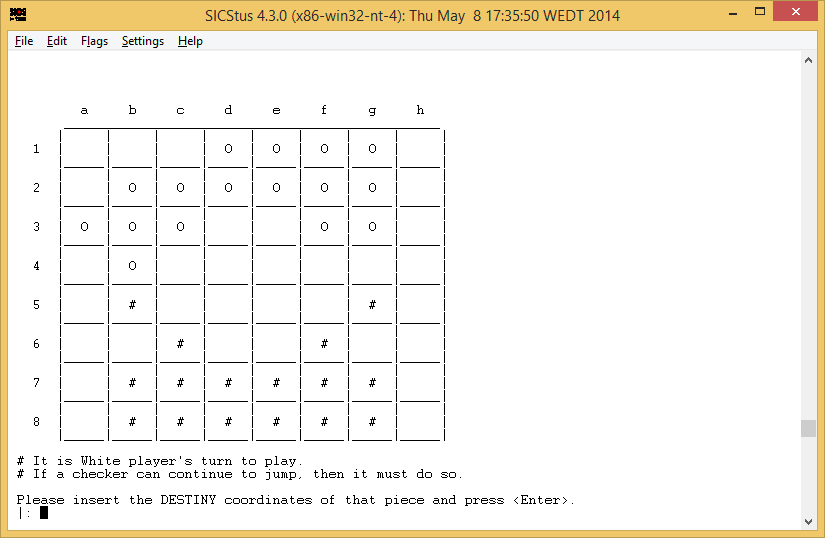 SICStus 4.3.0 (x86-win32-nt-4): Thu May 8 17:35:50 WEDT 2014
File Edit Flags Settings Help
a b c d e f g h
1 | | | | O | O | O | O | |
2 | | O | O | O | O | O | O | |
3 | O | O | O | | | O | O | |
4 | | O | | | | | | |
5 | | # | | | | | # | |
6 | | | # | | | # | | |
7 | | # | # | # | # | # | # | |
8 | | # | # | # | # | # | # | |
# It is White player's turn to play.
# If a checker can continue to jump, then it must do so.
Please insert the DESTINY coordinates of that piece and press <Enter>.
|: